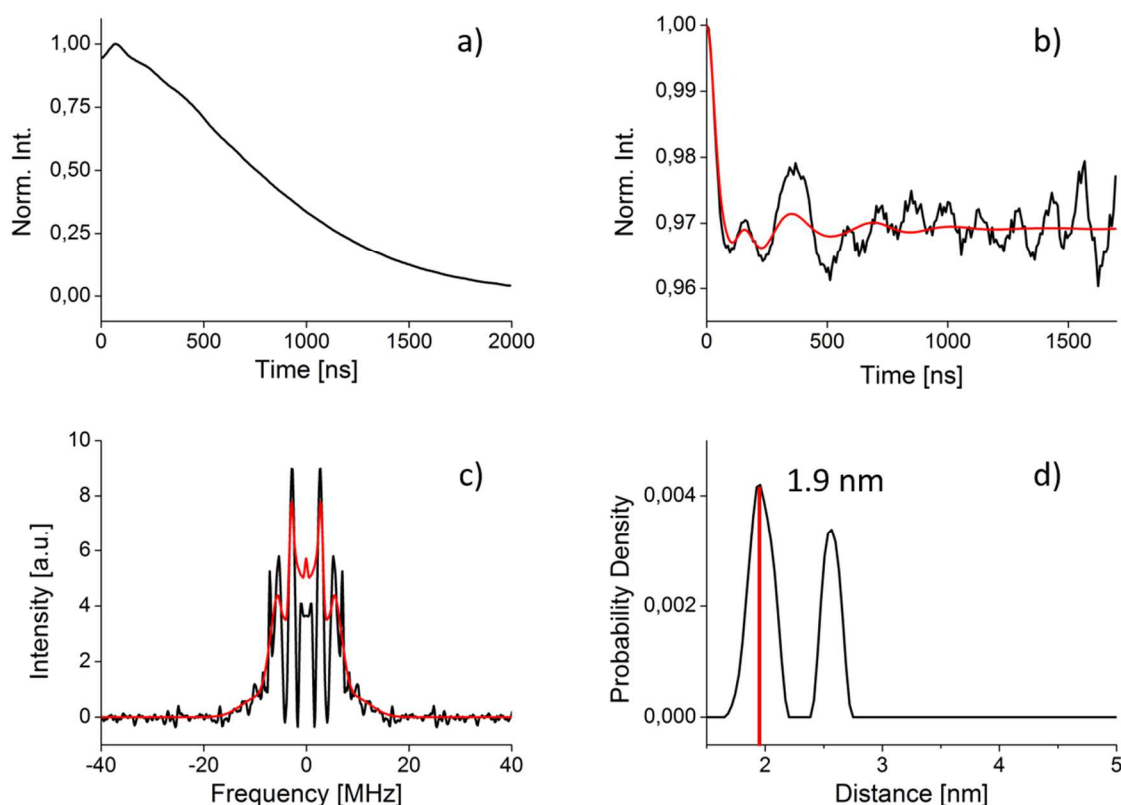 a)
Norm. Int.
1,00
0,75
0,50
0,25
0,00
0 500 1000 1500 2000
Time [ns]
b)
Norm. Int.
1,00
0,99
0,98
0,97
0,96
0 500 1000 1500
Time [ns]
c)
Intensity [a.u.]
10
8
6
4
2
0
-40 -20 0 20 40
Frequency [MHz]
d)
1.9 nm
Probability Density
0,004
0,002
0,000
2 3 4 5
Distance [nm]